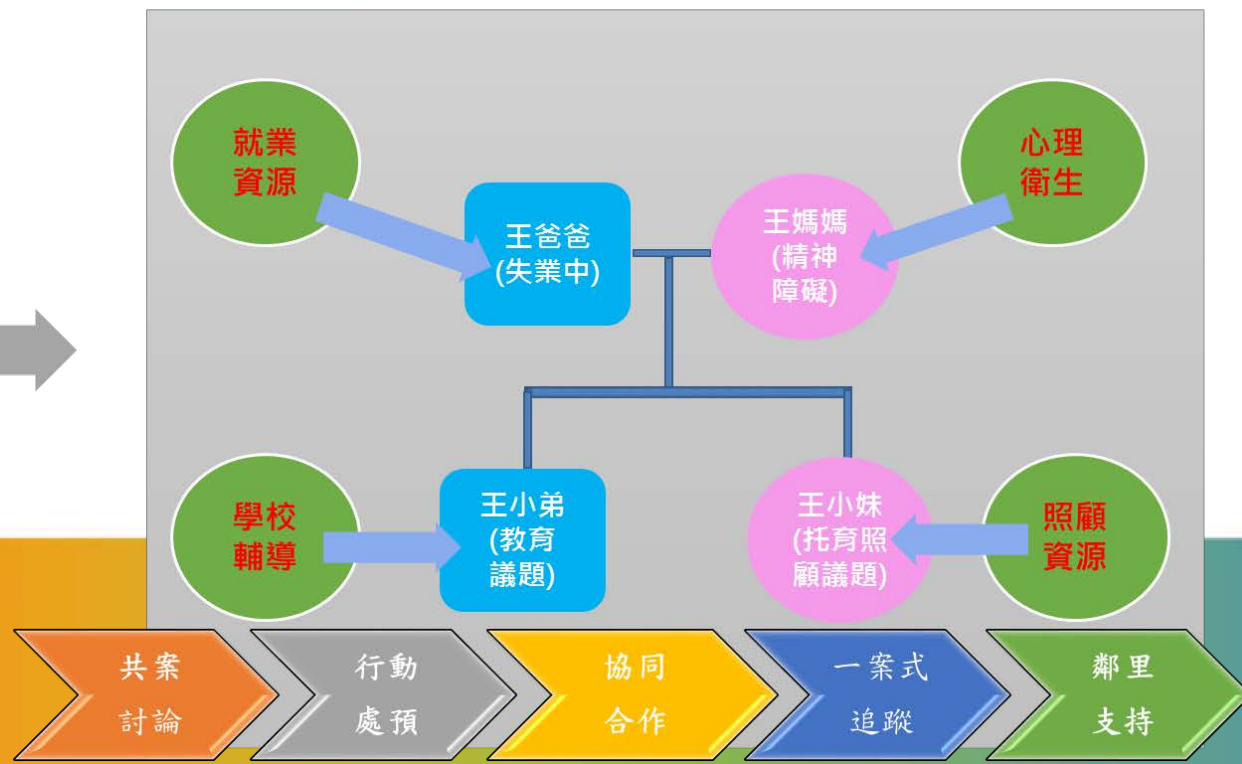 就業
資源
心理
衛生
王爸爸
(失業中)
王媽媽
(精神
障礙)
學校
輔導
王小弟
(教育
議題)
王小妹
(托育照
顧議題)
照顧
資源
共案
討論
行動
處預
協同
合作
一案式
追蹤
鄰里
支持